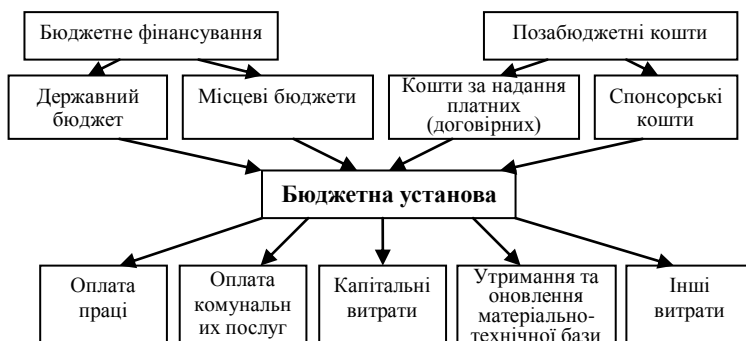 Бюджетне фінансування
Позабюджетні кошти
Державний
бюджет
Місцеві бюджети
Кошти за надання
платних
(договірних)
Спонсорські
кошти
Бюджетна установа
Оплата
праці
Оплата
комунальн
их послуг
Капітальні
витрати
Утримання та
оновлення
матеріально-
технічної бази
Інші
витрати